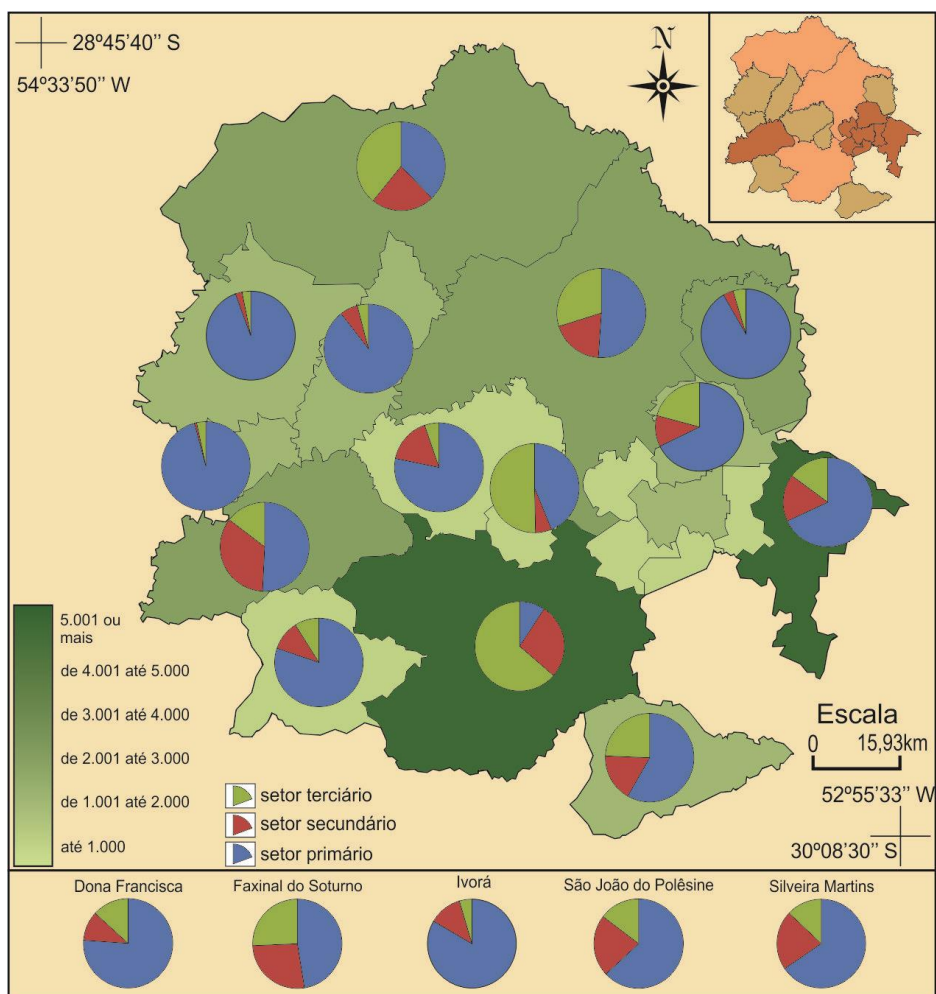 28º45'40'' S
54º33'50'' W
N
5.001 ou
mais
de 4.001 até 5.000
de 3.001 até 4.000
de 2.001 até 3.000
de 1.001 até 2.000
até 1.000
setor terciário
setor secundário
setor primário
Escala
0 15,93km
52º55'33'' W
30º08'30'' S
Dona Francisca
Faxinal do Soturno
Ivorá
São João do Polêsine
Silveira Martins